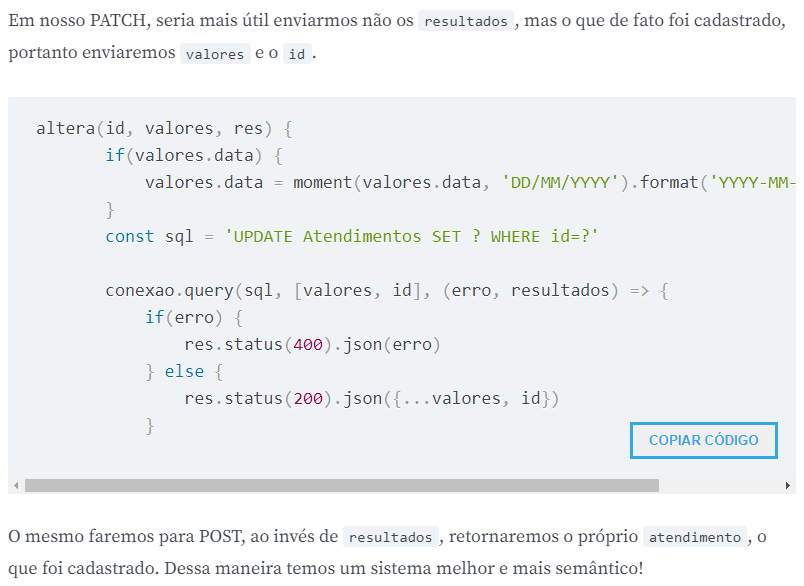 Em nosso PATCH, seria mais útil enviarmos não os resultados, mas o que de fato foi cadastrado,
portanto enviaremos valores e o id.
altera(id, valores, res) {
if(valores.data) {
valores.data = moment(valores.data, 'DD/MM/YYYY').format('YYYY-MM-
}
const sql = 'UPDATE Atendimentos SET ? WHERE id=?'
conexao.query(sql, [valores, id], (erro, resultados) => {
if(erro) {
res.status(400).json(erro)
} else {
res.status(200).json({...valores, id})
}
COPIAR CÓDIGO
O mesmo faremos para POST, ao invés de resultados, retornaremos o próprio atendimento, o
que foi cadastrado. Dessa maneira temos um sistema melhor e mais semântico!